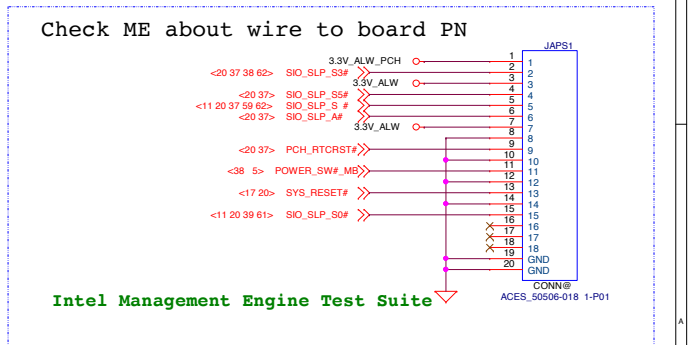 Check ME about wire to board PN
JAPS1
3.3V_ALW_PCH 1 1
<20 37 38 62> SIO_SLP_S3# 2 2
3.3V_ALW 3 3
<20 37> SIO_SLP_S5# 4 4
<11 20 37 59 62> SIO_SLP_S # 5 5
<20 37> SIO_SLP_A# 6 6
3.3V_ALW 7 7
8 8
<20 37> PCH_RTCRST# 9 9
10 10
<38 5> POWER_SW#_MB 11 11
12 12
<17 20> SYS_RESET# 13 13
14 14
<11 20 39 61> SIO_SLP_S0# 15 15
16 16
17 17
18 18
19 GND
20 GND
CONN@
Intel Management Engine Test Suite
ACES_50506-018 1-P01
A